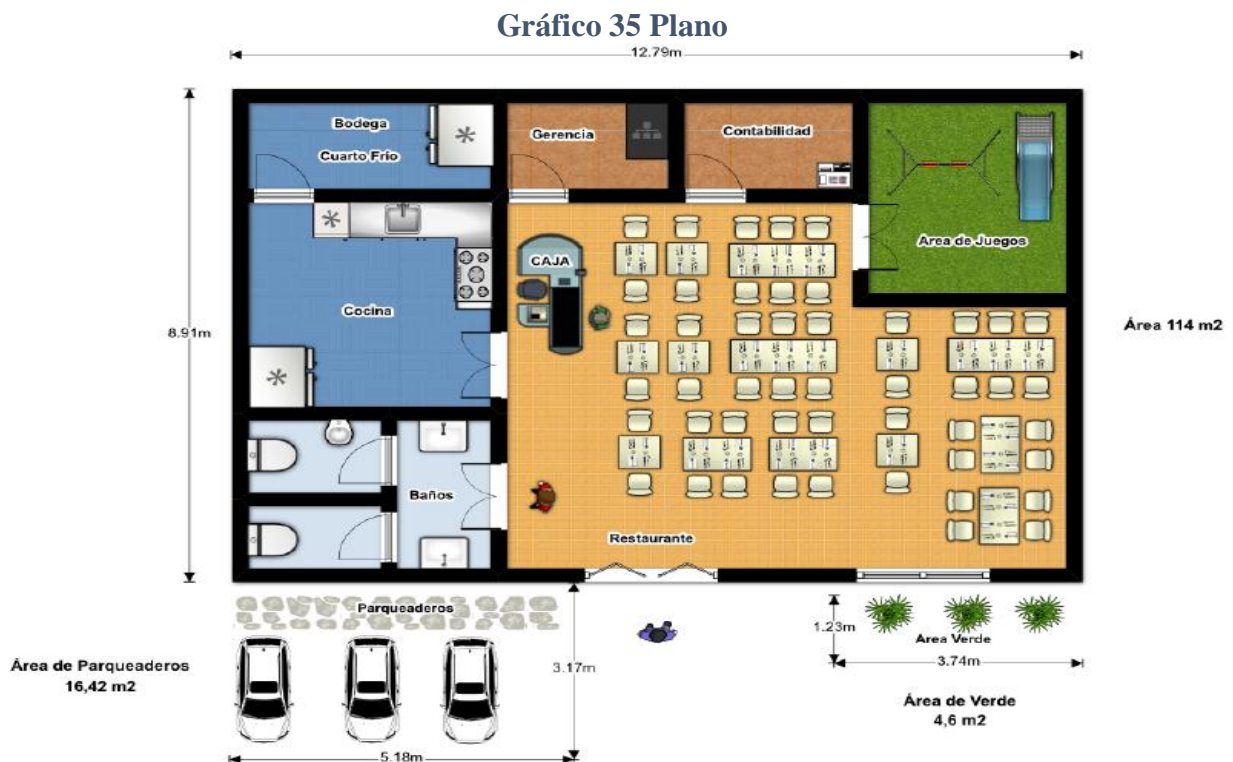 Gráfico 35 Plano
12.79m
Bodega
Cuarto Frío
Gerencia
Contabilidad
Area de Juegos
CAJA
Cocina
8.91m
Área 114 m2
Baños
Restaurante
Parqueaderos
1.23m
Area Verde
3.74m
3.17m
Área de Parqueaderos
16,42 m2
Área de Verde
4,6 m2
5.18m